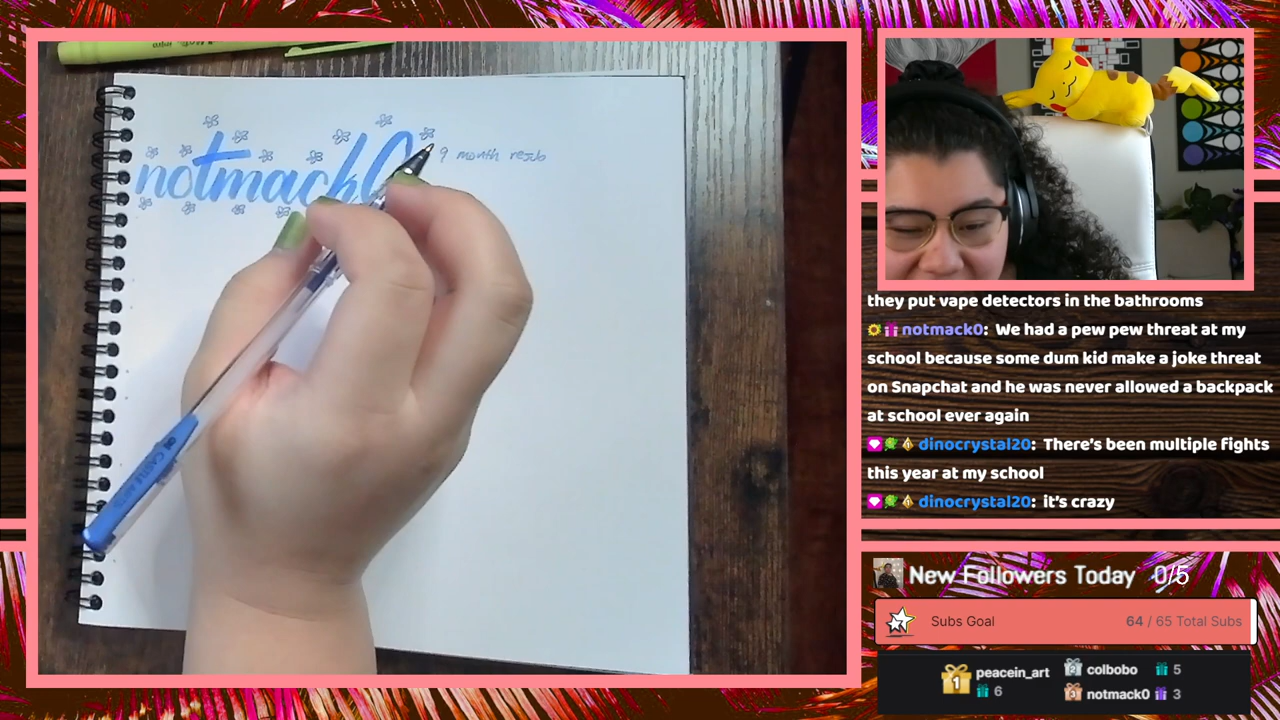 notmack0
9 month resub
they put vape detectors in the bathrooms
notmack0: We had a pew pew threat at my
school because some dum kid make a joke threat
on Snapchat and he was never allowed a backpack
at school ever again
dinocrystal20: There's been multiple fights
this year at my school
dinocrystal20: it's crazy
New Followers Today 0/5
Subs Goal 64 / 65 Total Subs
1 peacein_art 6
2 colbobo 5
3 notmack0 3